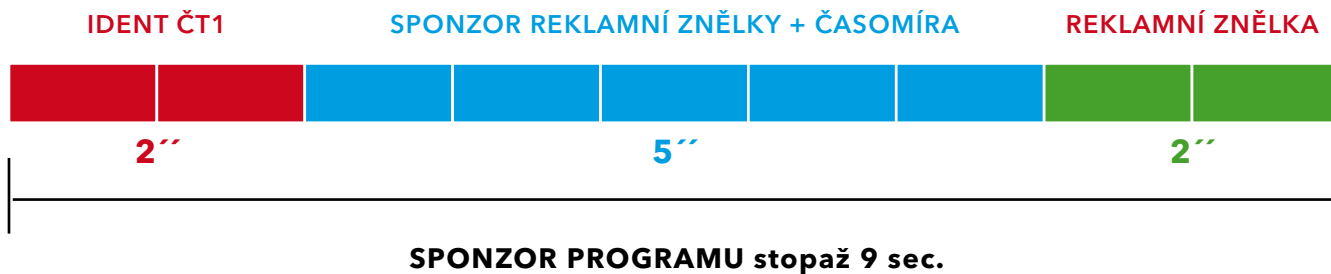 IDENT ČT1
SPONZOR REKLAMNÍ ZNĚLKY + ČASOMÍRA
REKLAMNÍ ZNĚLKA
2´´
5´´
2´´
SPONZOR PROGRAMU stopaž 9 sec.